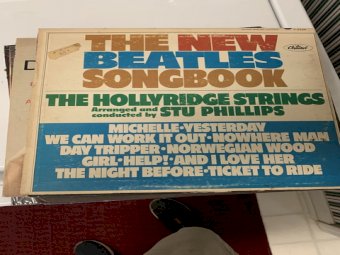 THE NEW
BEATLES
SONGBOOK
THE HOLLYRIDGE STRINGS
Arranged and
conducted by STU PHILLIPS
MICHELLE · YESTERDAY
WE CAN WORK IT OUT · NOWHERE MAN
DAY TRIPPER · NORWEGIAN WOOD
GIRL · HELP! · AND I LOVE HER
THE NIGHT BEFORE · TICKET TO RIDE
Capitol